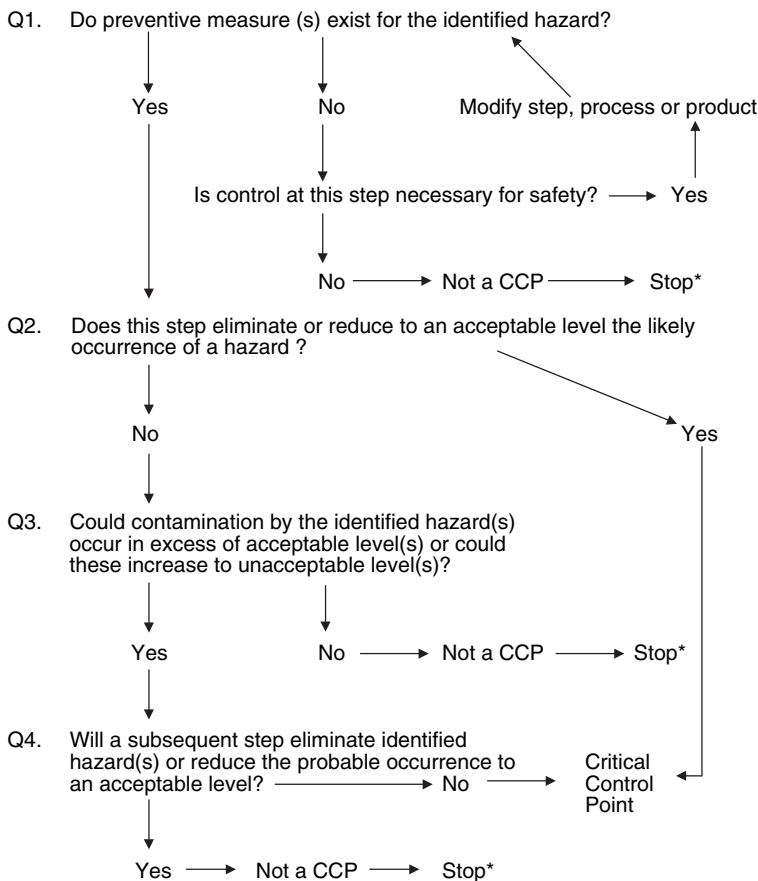 Q1. Do preventive measure (s) exist for the identified hazard?
Yes No Modify step, process or product
Is control at this step necessary for safety? Yes
No Not a CCP Stop*
Q2. Does this step eliminate or reduce to an acceptable level the likely
occurrence of a hazard ?
No Yes
Q3. Could contamination by the identified hazard(s)
occur in excess of acceptable level(s) or could
these increase to unacceptable level(s)?
Yes No Not a CCP Stop*
Q4. Will a subsequent step eliminate identified
hazard(s) or reduce the probable occurrence to
an acceptable level? No
Critical
Control
Point
Yes Not a CCP Stop*